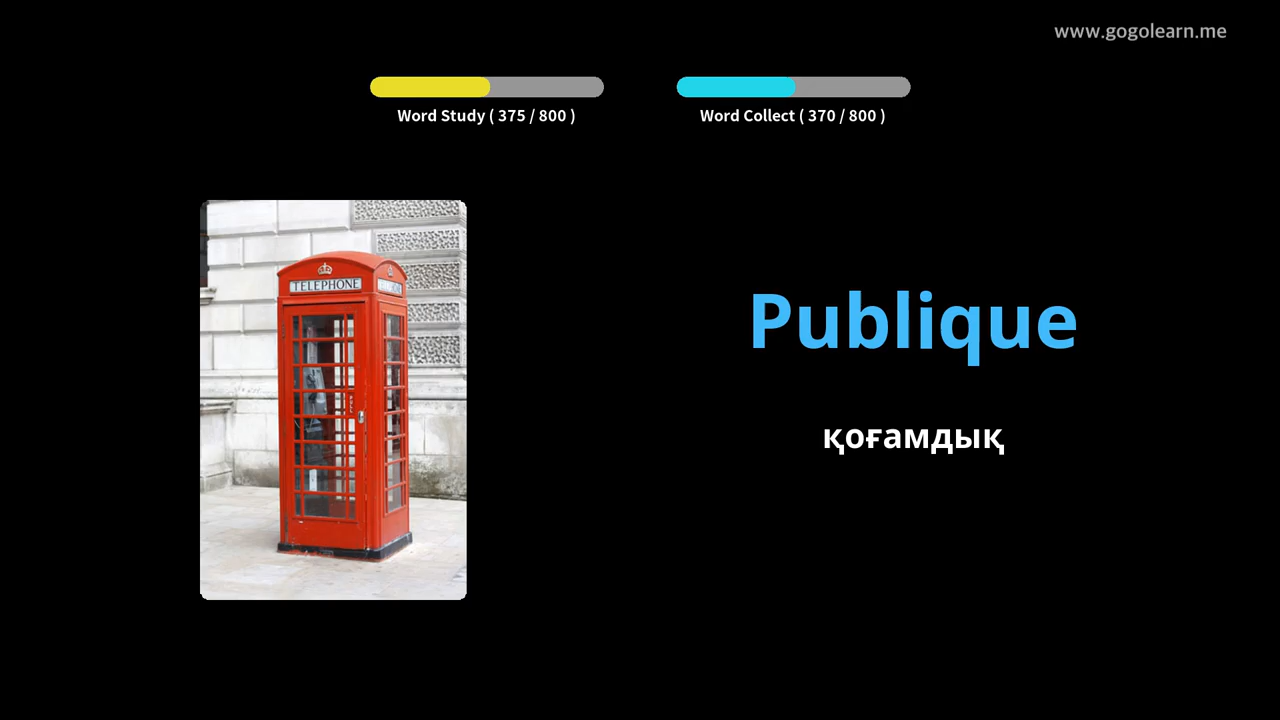 www.gogolearn.me
Word Study ( 375 / 800 )
Word Collect ( 370 / 800 )
TELEPHONE
Publique
қоғамдық